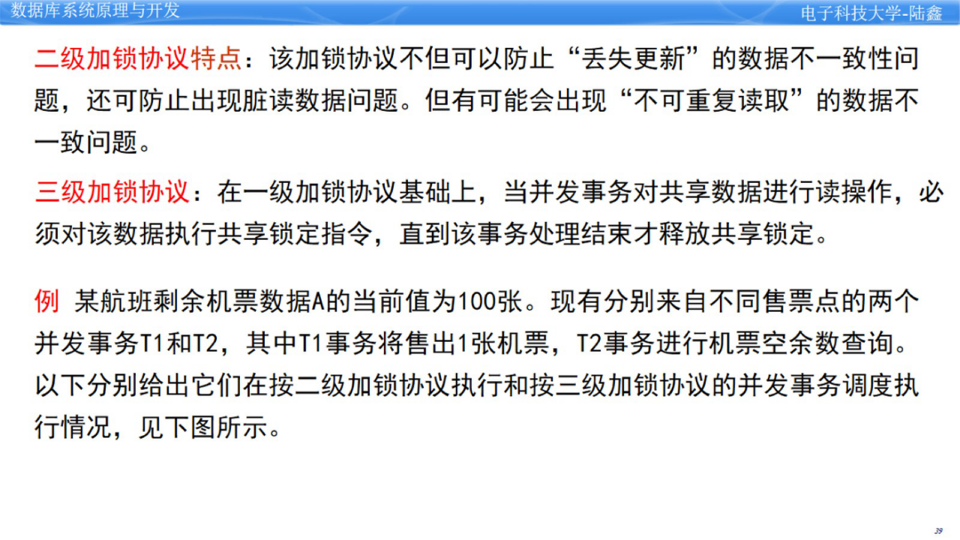 数据库系统原理与开发
电子科技大学-陆鑫
二级加锁协议特点：该加锁协议不但可以防止“丢失更新”的数据不一致性问
题，还可防止出现脏读数据问题。但有可能会出现“不可重复读取”的数据不
一致问题。
三级加锁协议：在一级加锁协议基础上，当并发事务对共享数据进行读操作，必
须对该数据执行共享锁定指令，直到该事务处理结束才释放共享锁定。
例 某航班剩余机票数据A的当前值为100张。现有分别来自不同售票点的两个
并发事务T1和T2，其中T1事务将售出1张机票，T2事务进行机票空余数查询。
以下分别给出它们在按二级加锁协议执行和按三级加锁协议的并发事务调度执
行情况，见下图所示。
39